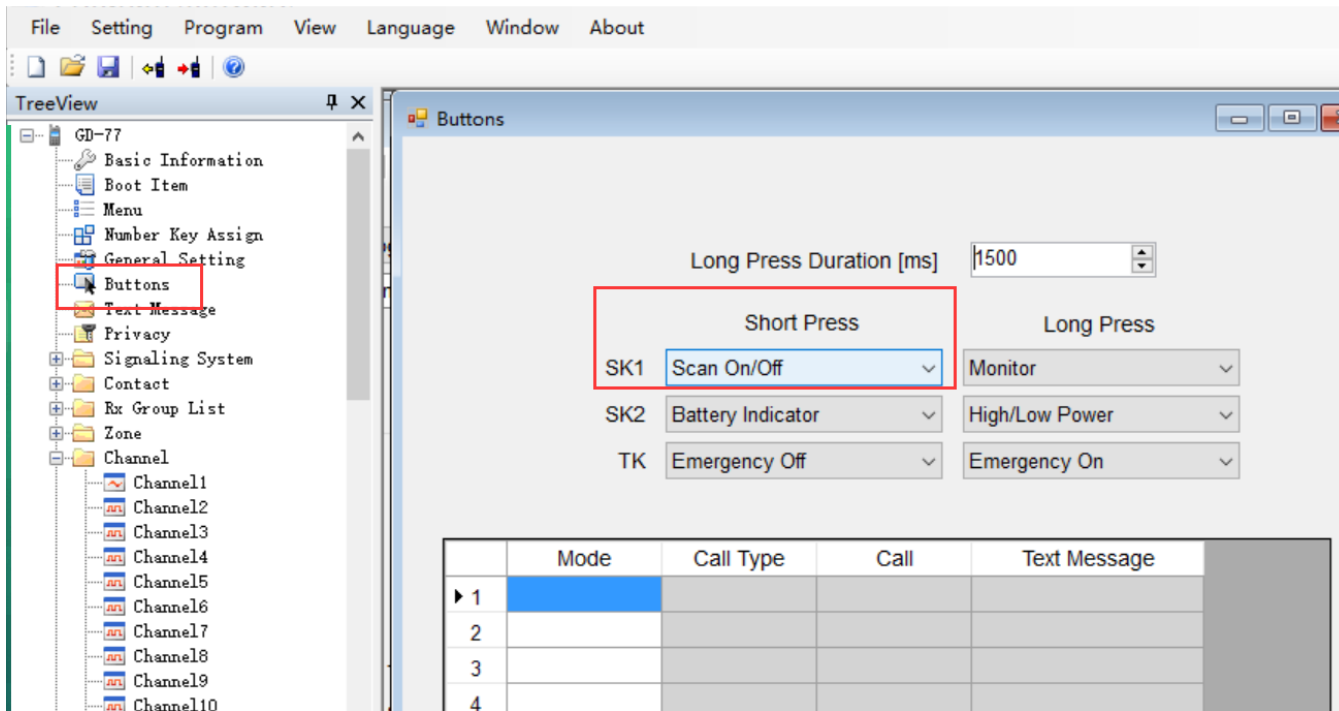 File Setting Program View Language Window About
TreeView
GD-77
Basic Information
Boot Item
Menu
Number Key Assign
General Setting
Buttons
Text Message
Privacy
Signaling System
Contact
Rx Group List
Zone
Channel
Channel1
Channel2
Channel3
Channel4
Channel5
Channel6
Channel7
Channel8
Channel9
Channel10
Buttons
Long Press Duration [ms] 1500
Short Press Long Press
SK1 Scan On/Off Monitor
SK2 Battery Indicator High/Low Power
TK Emergency Off Emergency On
Mode Call Type Call Text Message
1
2
3
4